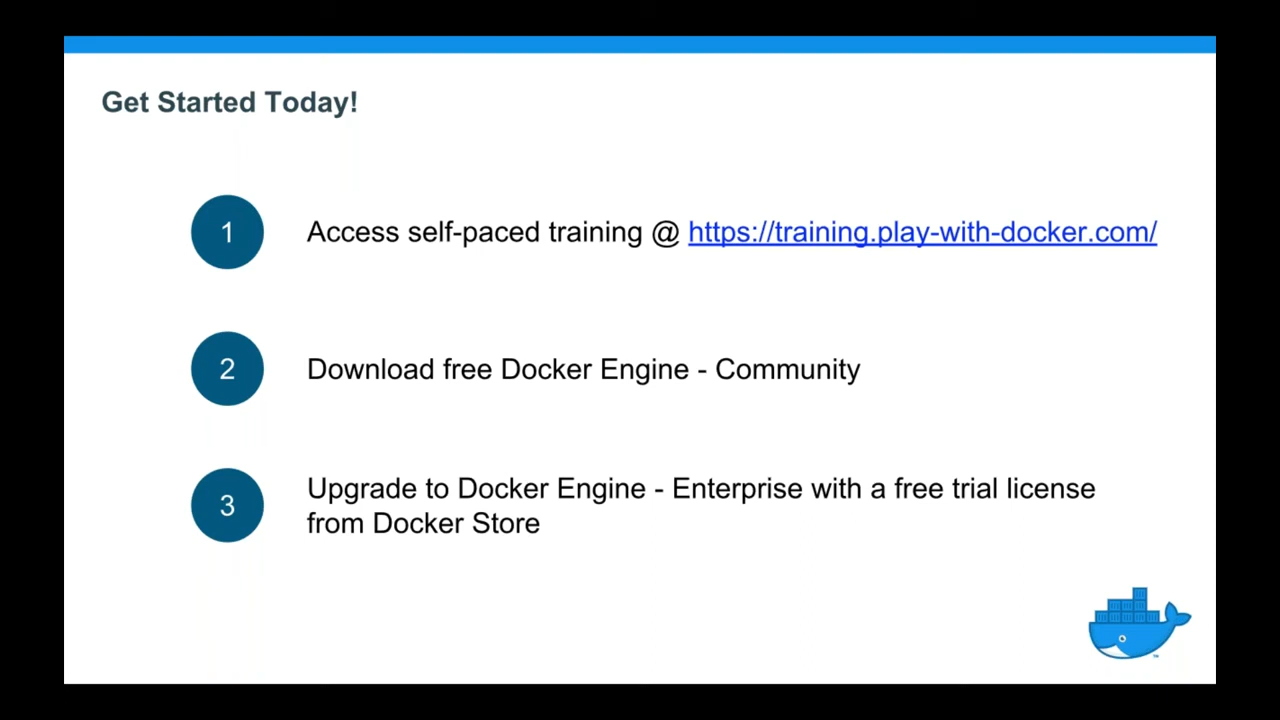 Get Started Today!
1
Access self-paced training @ https://training.play-with-docker.com/
2
Download free Docker Engine - Community
3
Upgrade to Docker Engine - Enterprise with a free trial license
from Docker Store